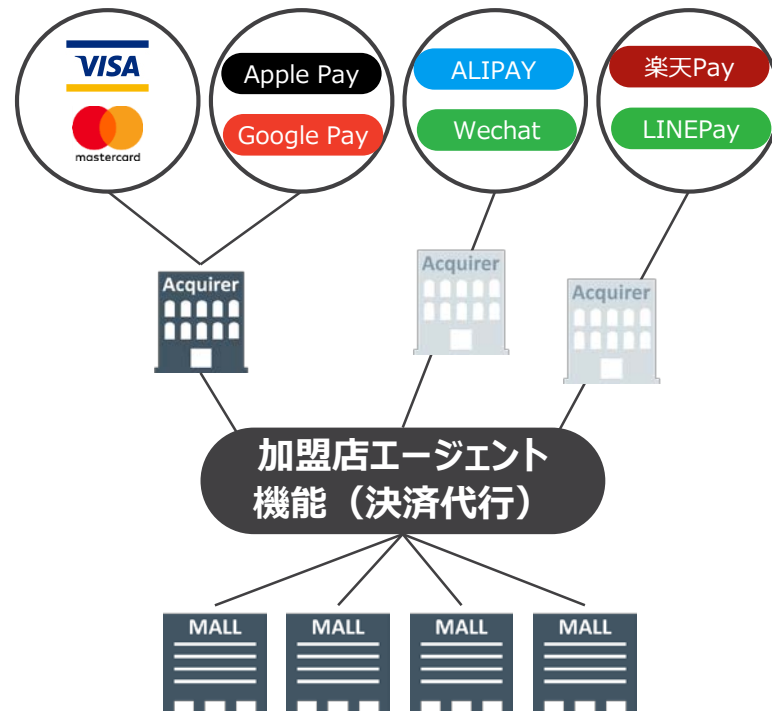 VISA
mastercard
Apple Pay
Google Pay
ALIPAY
Wechat
楽天Pay
LINEPay
Acquirer
Acquirer
Acquirer
加盟店エージェント
機能（決済代行）
MALL
MALL
MALL
MALL